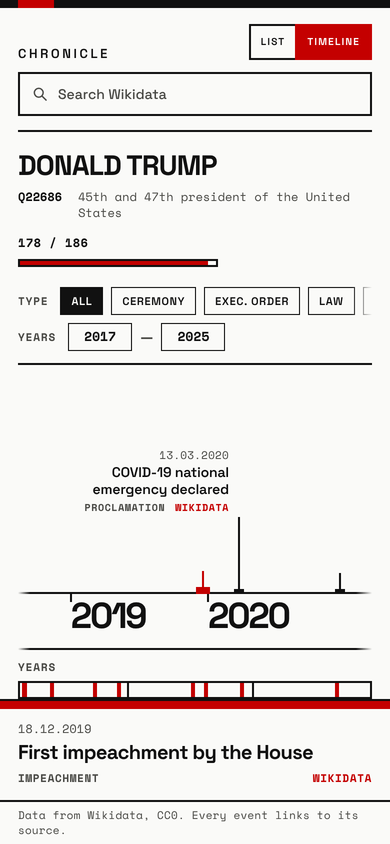 CHRONICLE
LIST TIMELINE
Search Wikidata
DONALD TRUMP
Q22686 45th and 47th president of the United
States
178 / 186
TYPE ALL CEREMONY EXEC. ORDER LAW
YEARS 2017 — 2025
13.03.2020
COVID-19 national
emergency declared
PROCLAMATION WIKIDATA
2019 2020
YEARS
18.12.2019
First impeachment by the House
IMPEACHMENT WIKIDATA
Data from Wikidata, CC0. Every event links to its
source.